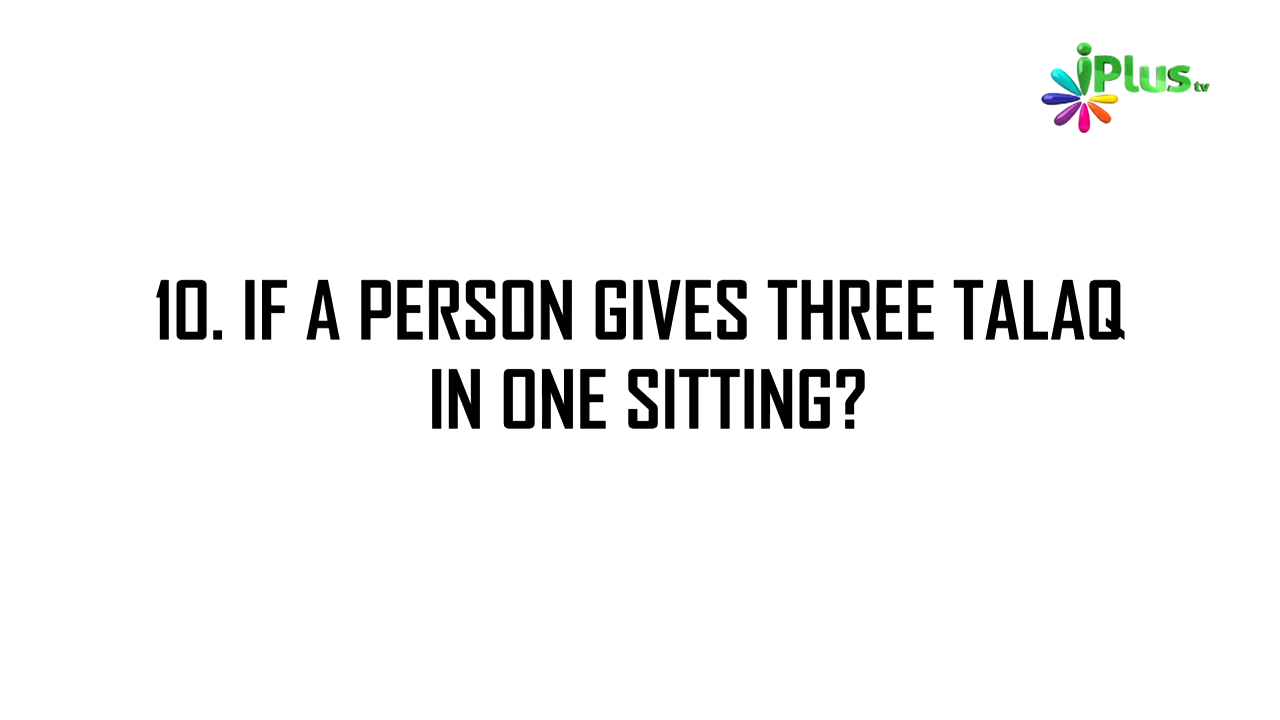 iPlus tv
10. IF A PERSON GIVES THREE TALAQ
IN ONE SITTING?